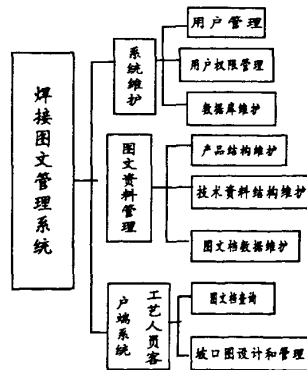 焊接图文管理系统
系统维护
用户管理
用户权限管理
数据库维护
图文资料管理
产品结构维护
技术资料结构维护
图文档数据维护
工艺人员客
户端系统
图文档查询
坡口图设计和管理